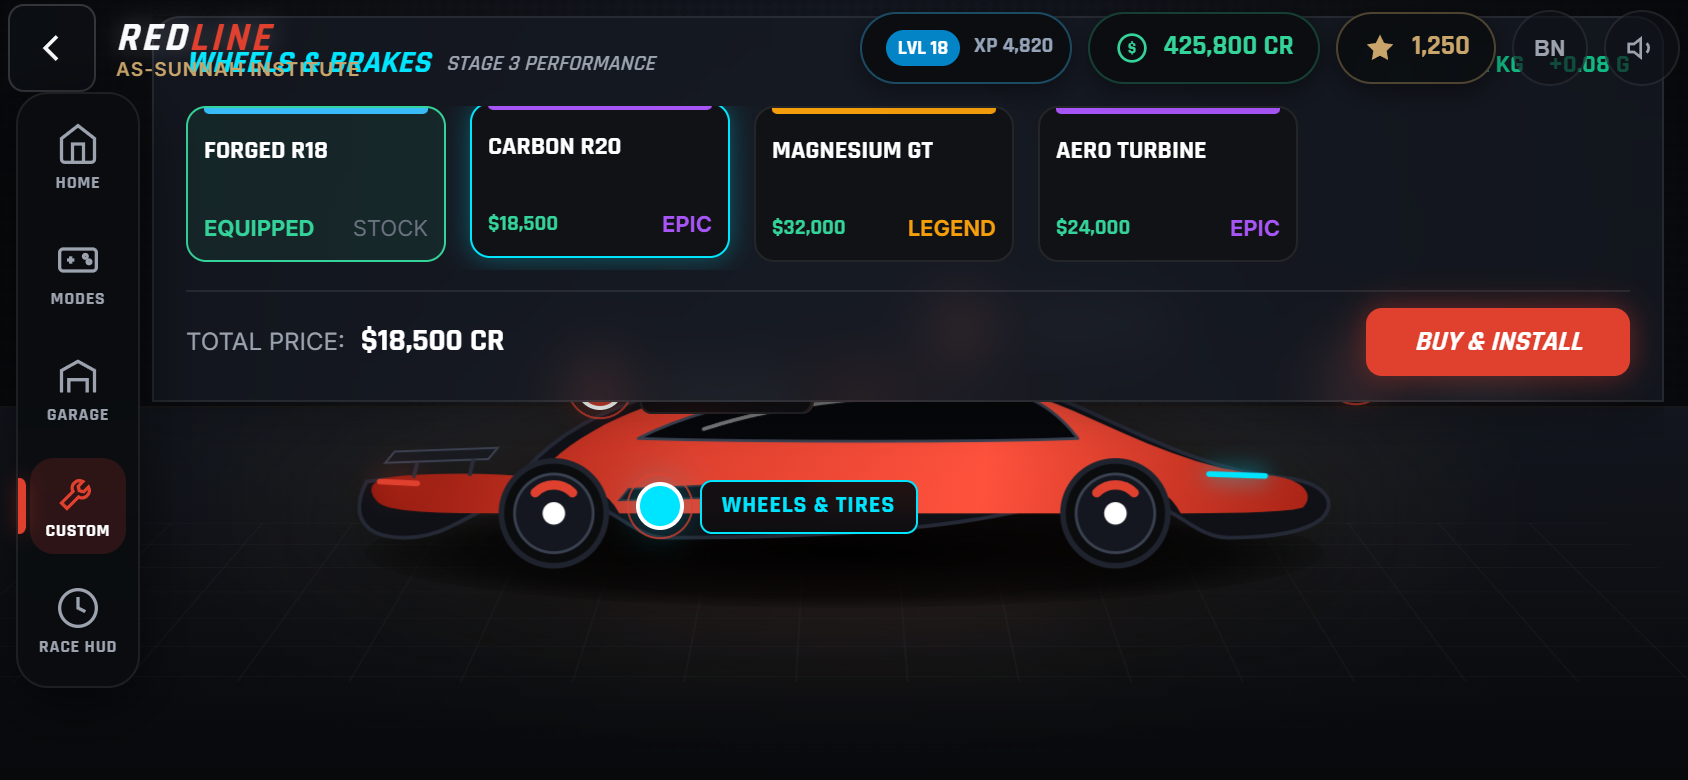 REDLINE
AS-SUNNAH INSTITUTE
WHEELS & BRAKES STAGE 3 PERFORMANCE
LVL 18 XP 4,820
$ 425,800 CR
1,250
BN
KG +0.08 G
HOME
MODES
GARAGE
CUSTOM
RACE HUD
FORGED R18
EQUIPPED STOCK
CARBON R20
$18,500 EPIC
MAGNESIUM GT
$32,000 LEGEND
AERO TURBINE
$24,000 EPIC
TOTAL PRICE: $18,500 CR
BUY & INSTALL
WHEELS & TIRES